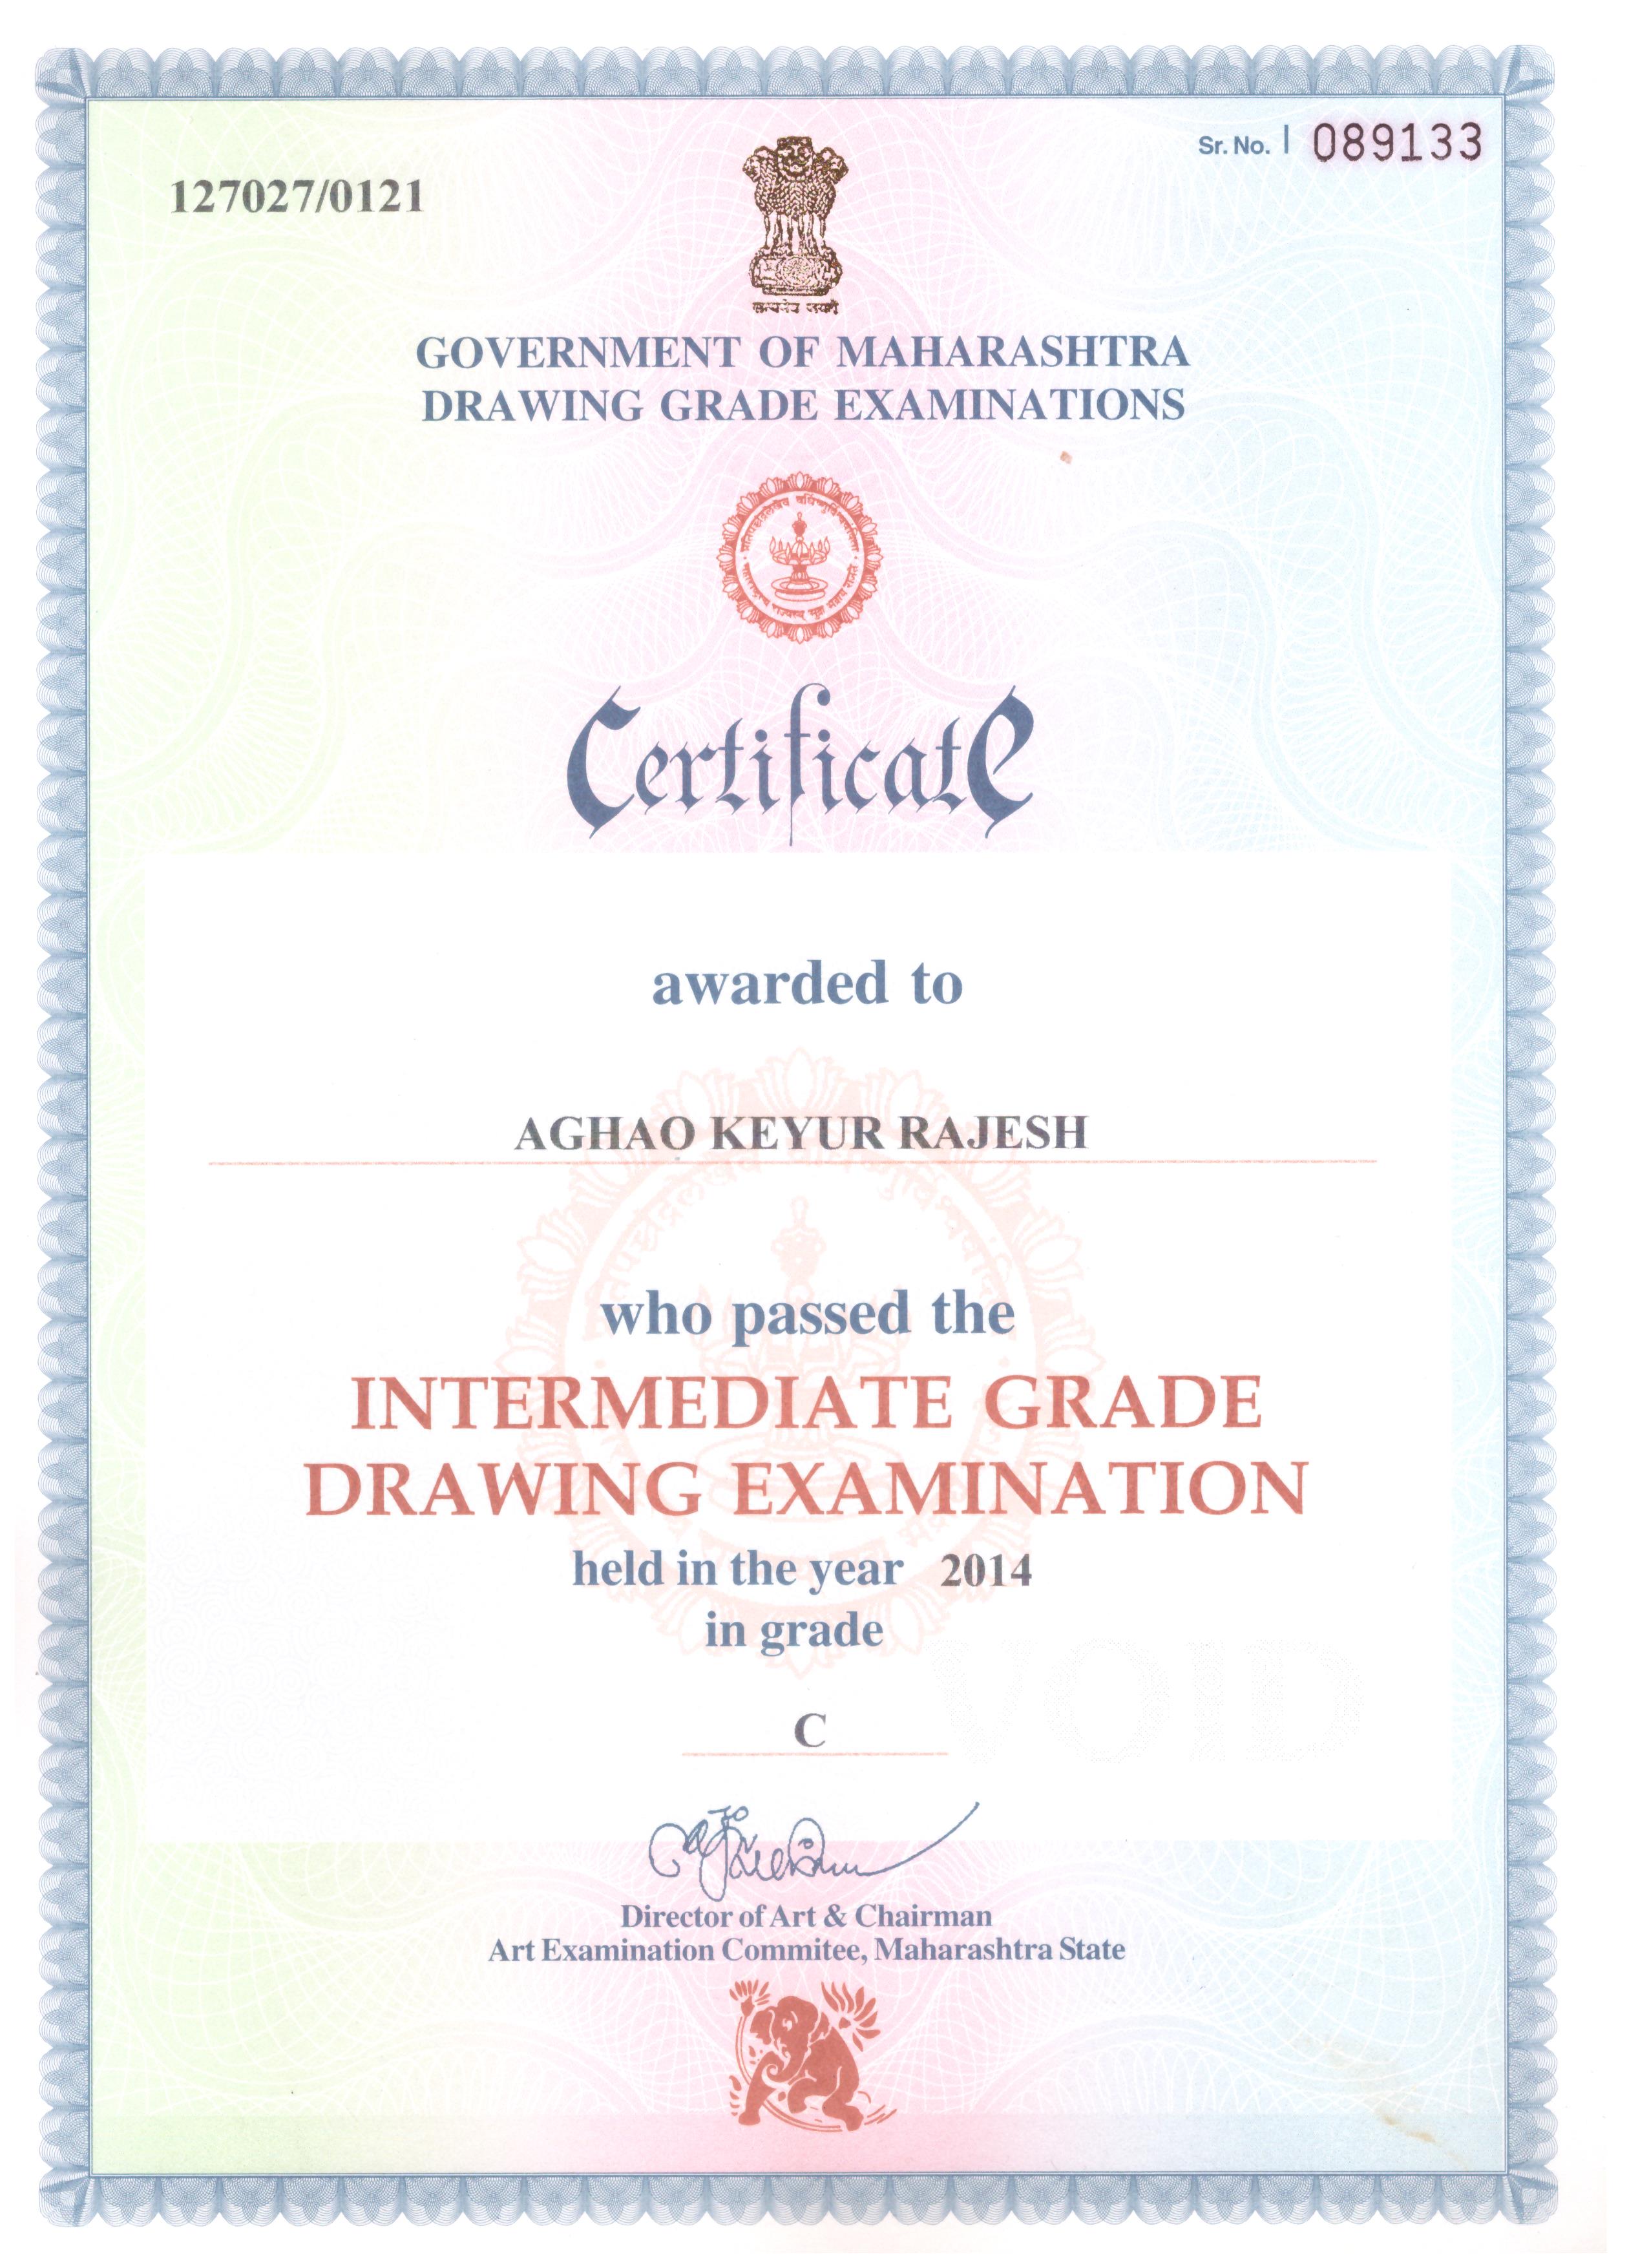 Sr. No. I 089133
127027/0121
सत्यमेव जयते
GOVERNMENT OF MAHARASHTRA
DRAWING GRADE EXAMINATIONS
Certificate
awarded to
AGHAO KEYUR RAJESH
who passed the
INTERMEDIATE GRADE
DRAWING EXAMINATION
held in the year 2014
in grade
VOID
C
Director of Art & Chairman
Art Examination Commitee, Maharashtra State